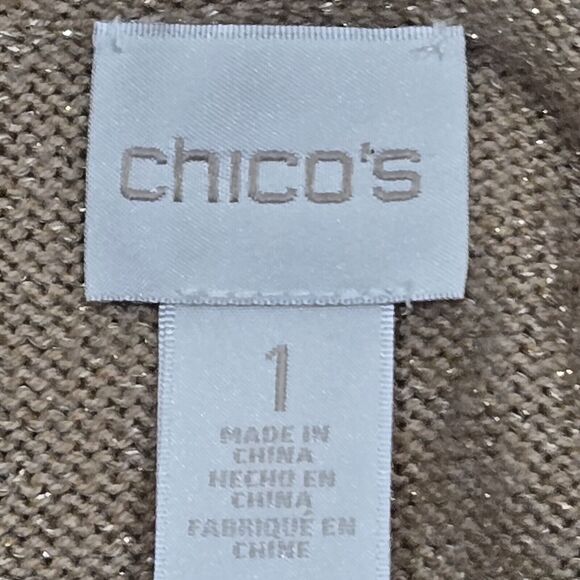 chico's
1
MADE IN
CHINA
HECHO EN
CHINA
FABRIQUÉ EN
CHINE